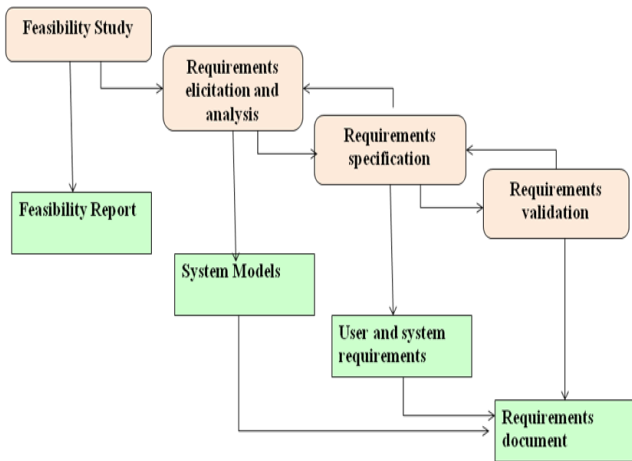 Feasibility Study
Requirements
elicitation and
analysis
Requirements
specification
Requirements
validation
Feasibility Report
System Models
User and system
requirements
Requirements
document